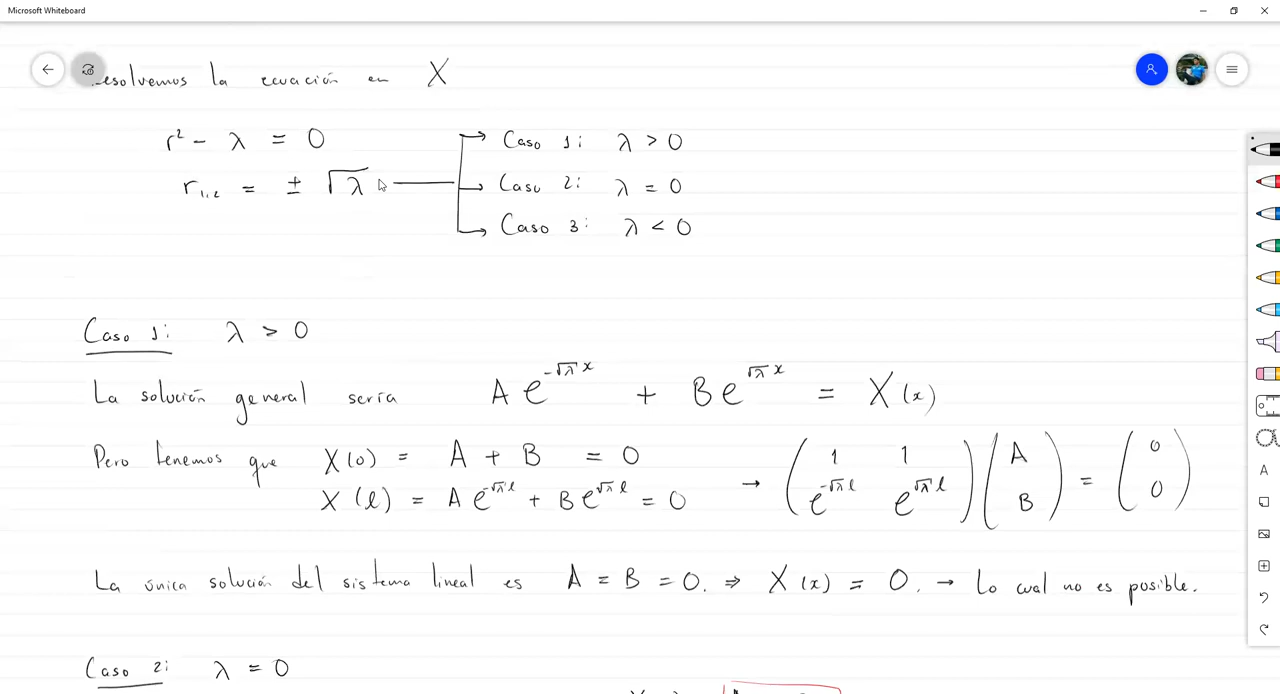 Microsoft Whiteboard
esolvemos la ecuación en X
r² - λ = 0
r₁,₂ = ± √λ
Caso 1: λ > 0
Caso 2: λ = 0
Caso 3: λ < 0
Caso 1: λ > 0
La solución general sería A e^(-√λ x) + B e^(√λ x) = X(x)
Pero tenemos que X(0) = A + B = 0
X(l) = A e^(-√λ l) + B e^(√λ l) = 0 → (1 1; e^(-√λ l) e^(√λ l)) (A; B) = (0; 0)
La única solución del sistema lineal es A = B = 0. ⇒ X(x) = 0. → Lo cual no es posible.
Caso 2: λ = 0